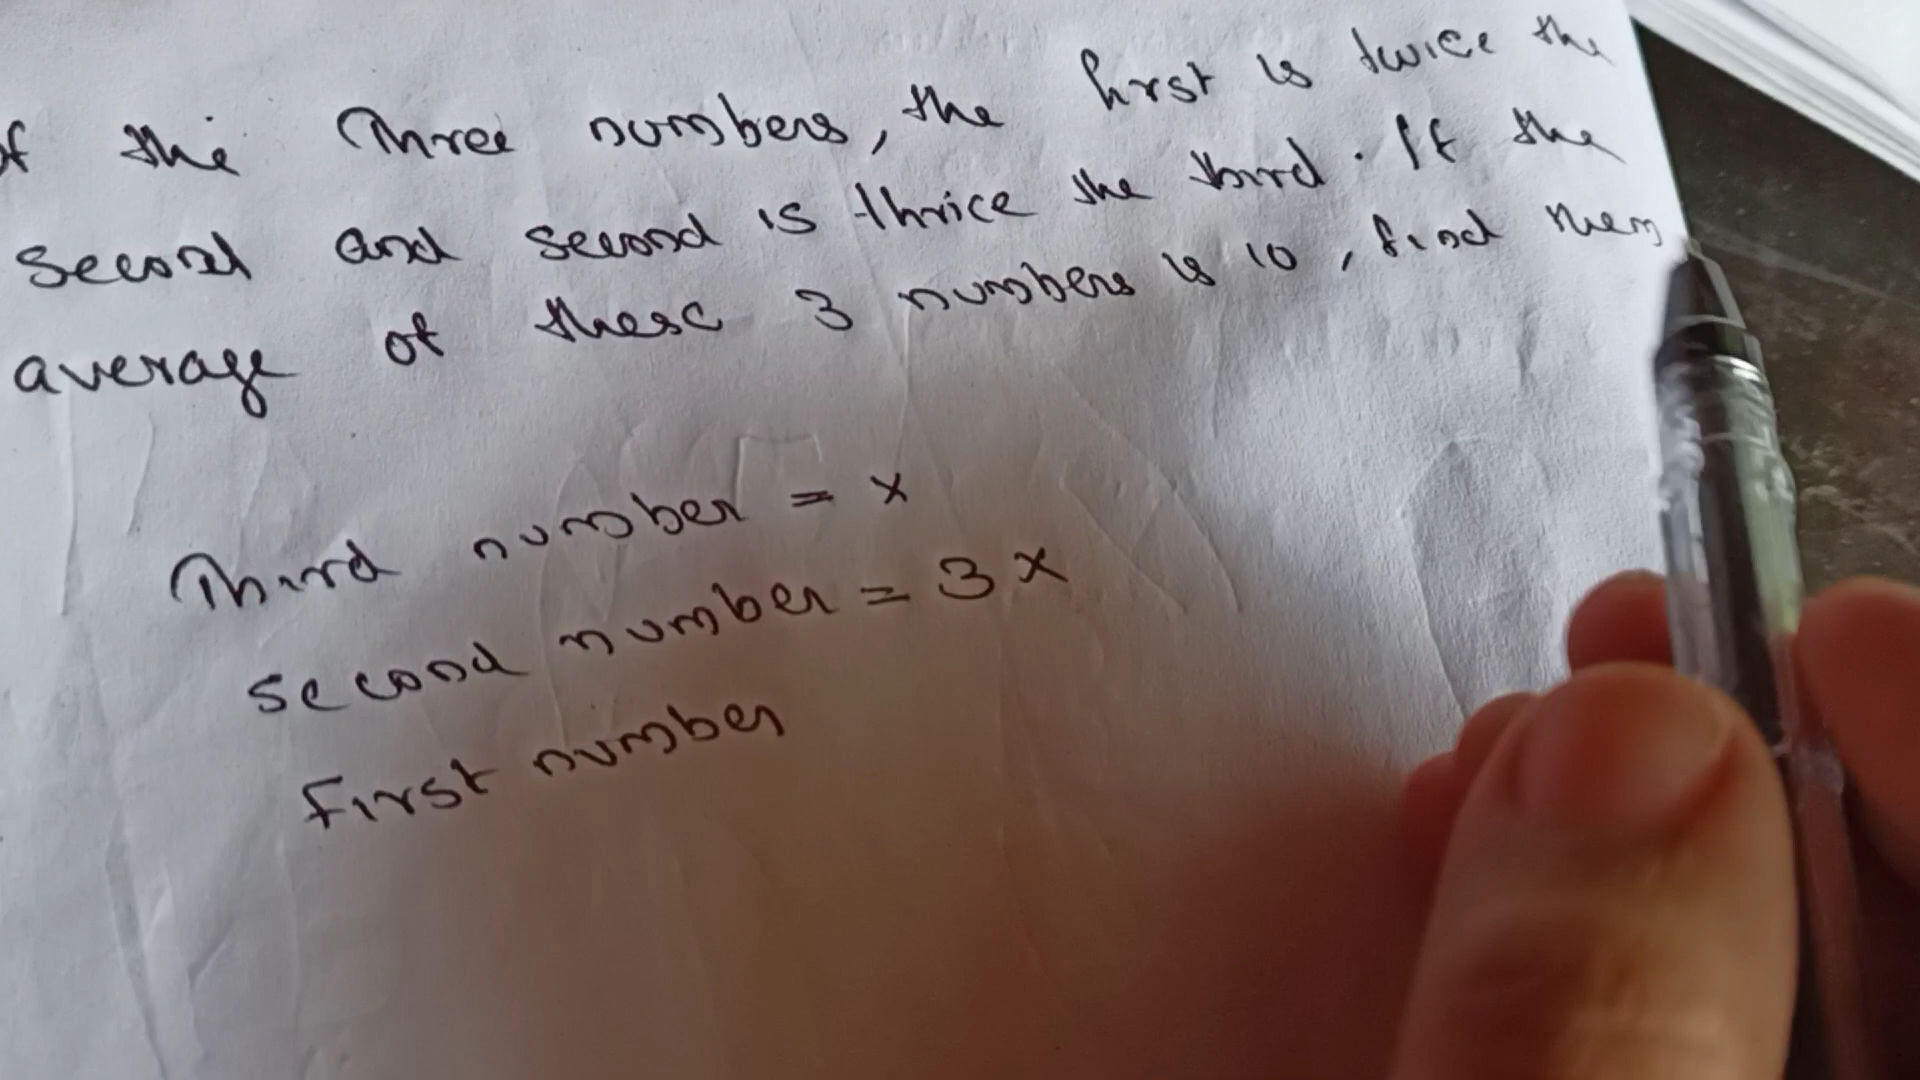 of the Three numbers, the first is twice the
second and second is thrice the third. If the
average of these 3 numbers is 10, find them
Third number = x
second number = 3x
First number